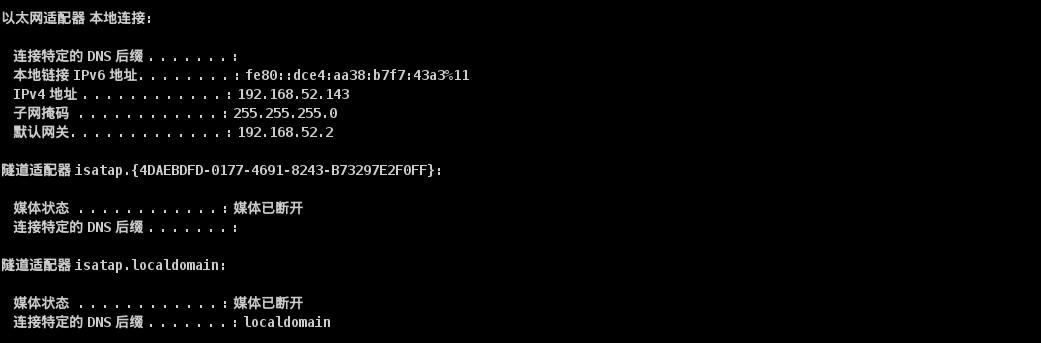 以太网适配器 本地连接:
连接特定的 DNS 后缀 . . . . . . . :
本地链接 IPv6 地址. . . . . . . . : fe80::dce4:aa38:b7f7:43a3%11
IPv4 地址 . . . . . . . . . . . . : 192.168.52.143
子网掩码 . . . . . . . . . . . . : 255.255.255.0
默认网关. . . . . . . . . . . . . : 192.168.52.2
隧道适配器 isatap.{4DAEBDFD-0177-4691-8243-B73297E2F0FF}:
媒体状态 . . . . . . . . . . . . : 媒体已断开
连接特定的 DNS 后缀 . . . . . . . :
隧道适配器 isatap.localdomain:
媒体状态 . . . . . . . . . . . . : 媒体已断开
连接特定的 DNS 后缀 . . . . . . . : localdomain